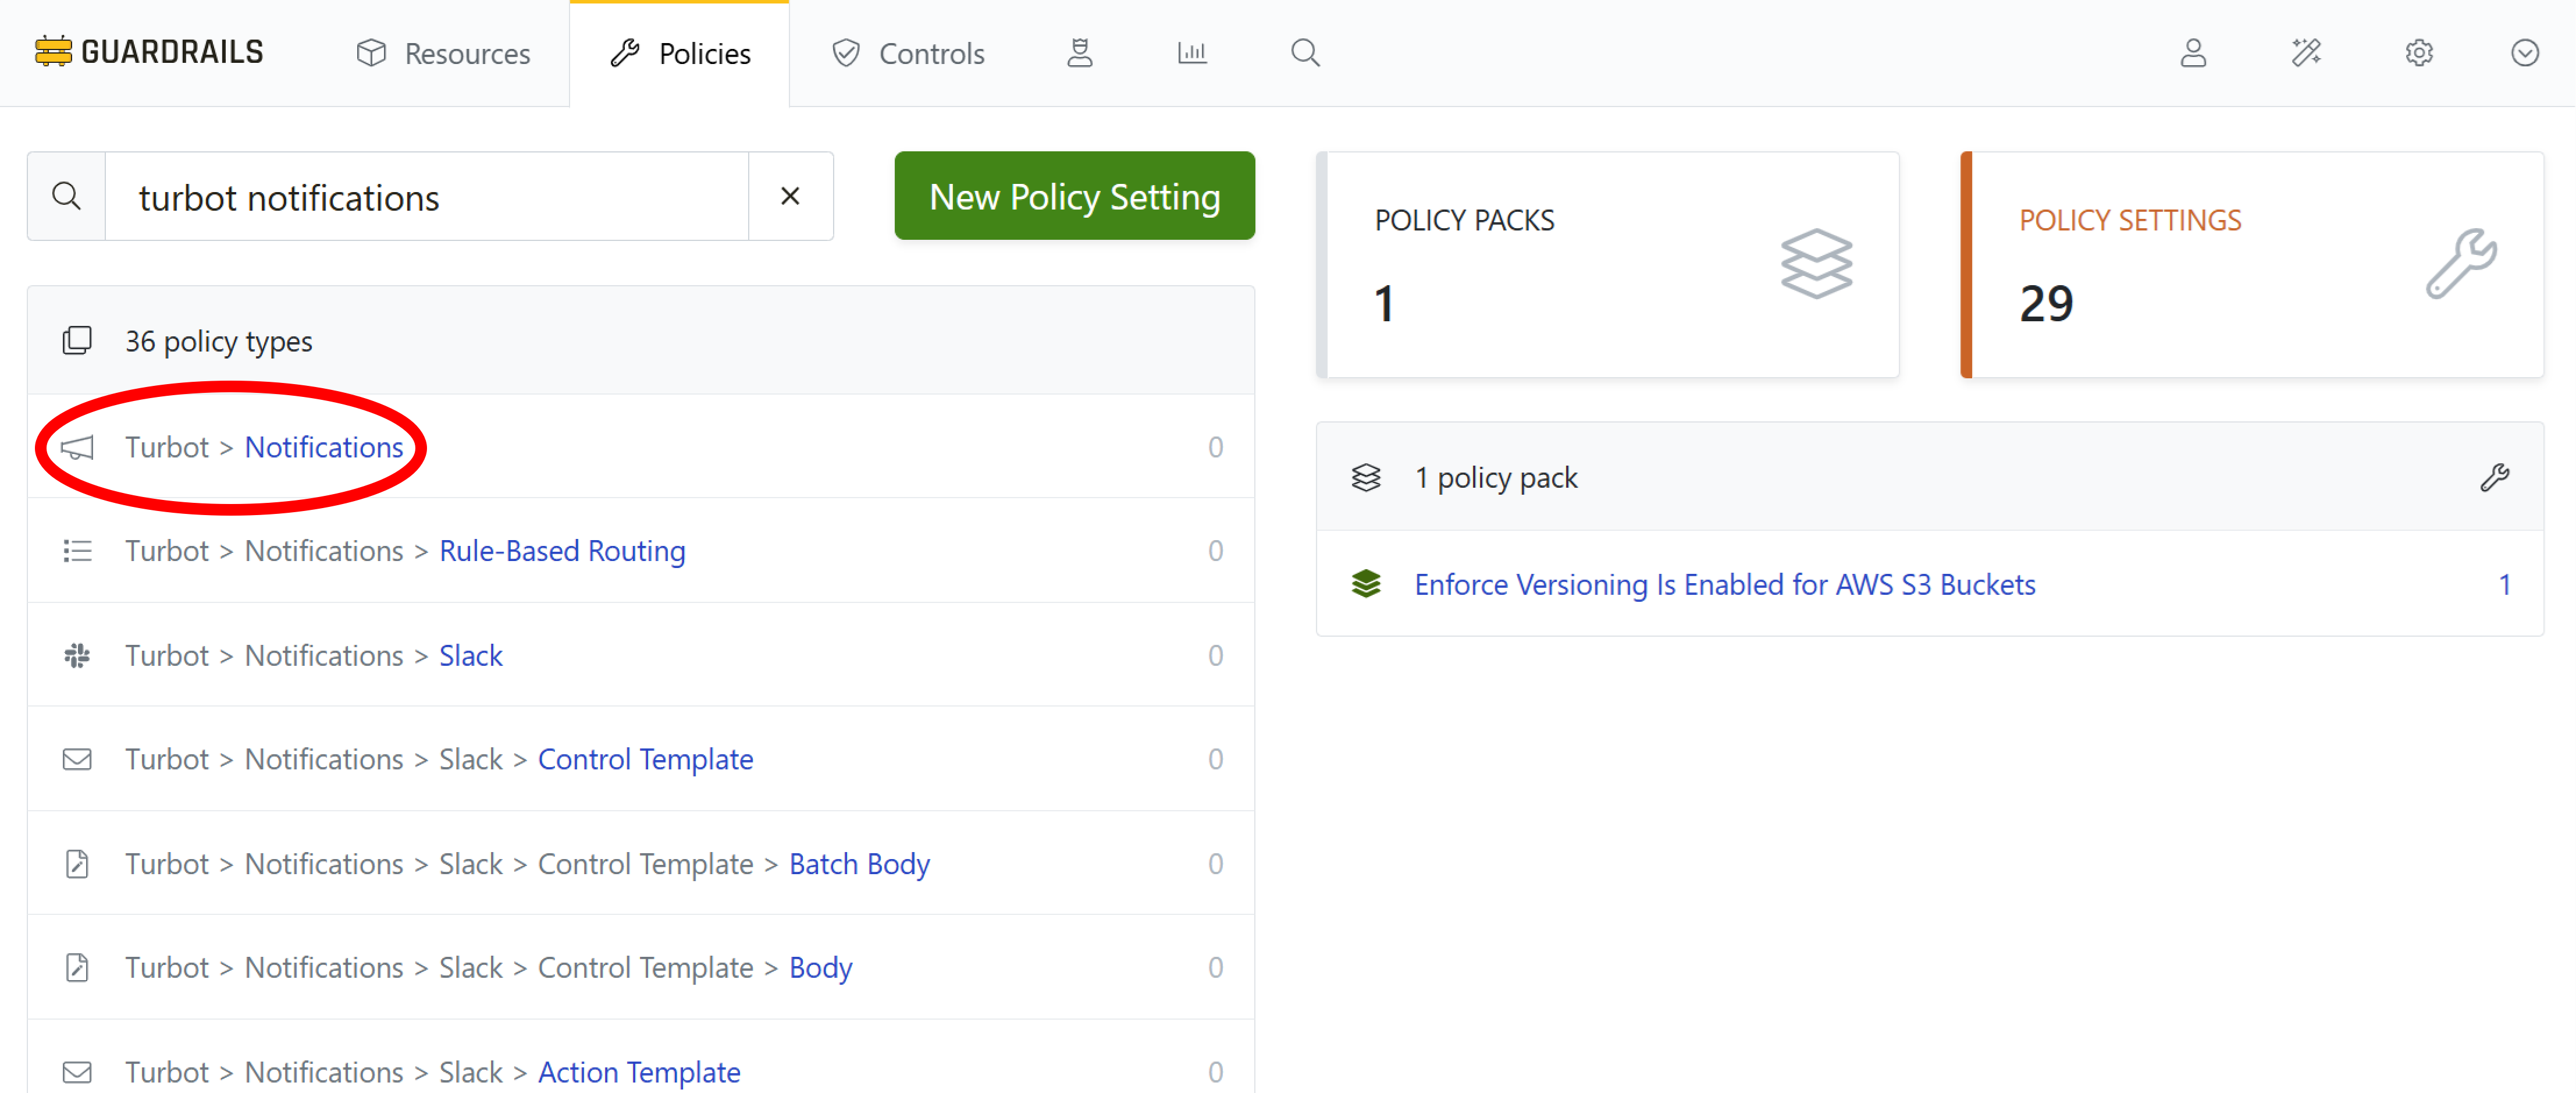 GUARDRAILS Resources Policies Controls
turbot notifications
New Policy Setting
36 policy types
Turbot > Notifications 0
Turbot > Notifications > Rule-Based Routing 0
Turbot > Notifications > Slack 0
Turbot > Notifications > Slack > Control Template 0
Turbot > Notifications > Slack > Control Template > Batch Body 0
Turbot > Notifications > Slack > Control Template > Body 0
Turbot > Notifications > Slack > Action Template 0
POLICY PACKS
1
POLICY SETTINGS
29
1 policy pack
Enforce Versioning Is Enabled for AWS S3 Buckets 1